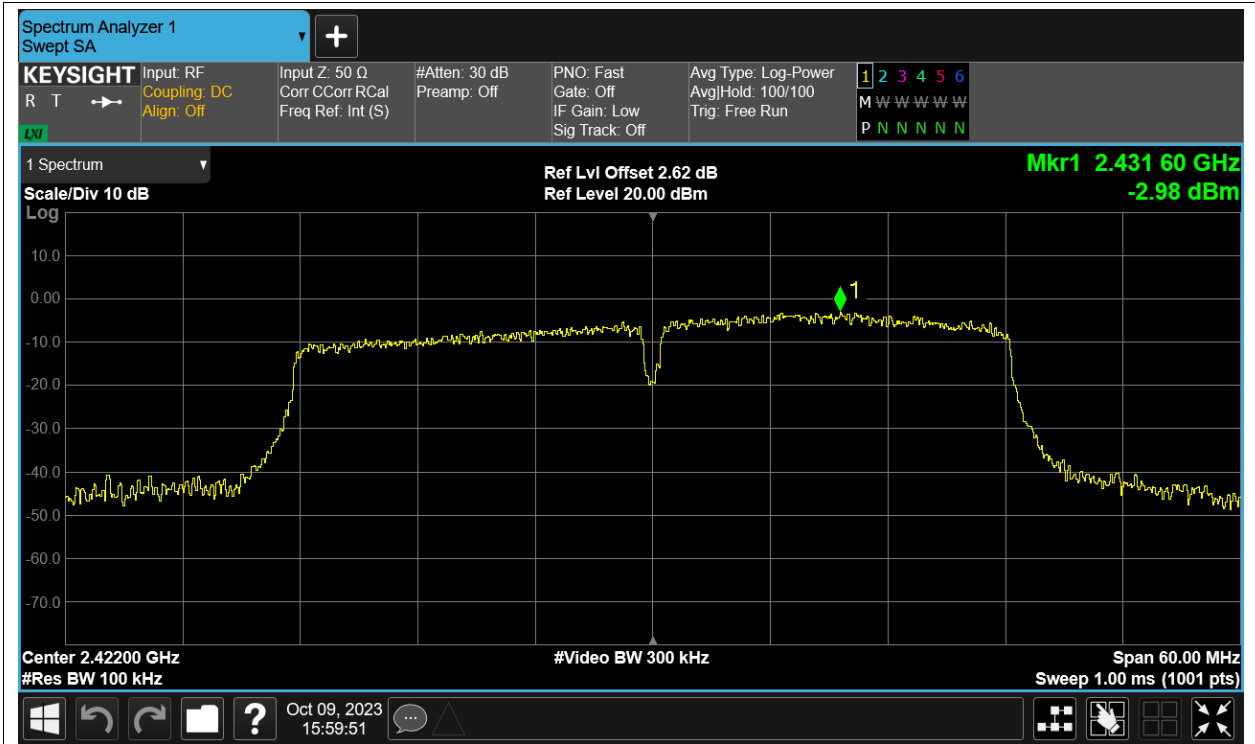 Spectrum Analyzer 1
Swept SA
+
KEYSIGHT
R T
LXI
Input: RF
Coupling: DC
Align: Off
Input Z: 50 Ω
Corr CCorr RCal
Freq Ref: Int (S)
#Atten: 30 dB
Preamp: Off
PNO: Fast
Gate: Off
IF Gain: Low
Sig Track: Off
Avg Type: Log-Power
Avg|Hold: 100/100
Trig: Free Run
1 2 3 4 5 6
M W W W W W
P N N N N N
1 Spectrum
Scale/Div 10 dB
Log
Ref Lvl Offset 2.62 dB
Ref Level 20.00 dBm
Mkr1 2.431 60 GHz
-2.98 dBm
1
10.0
0.00
-10.0
-20.0
-30.0
-40.0
-50.0
-60.0
-70.0
Center 2.42200 GHz
#Res BW 100 kHz
#Video BW 300 kHz
Span 60.00 MHz
Sweep 1.00 ms (1001 pts)
?
Oct 09, 2023
15:59:51